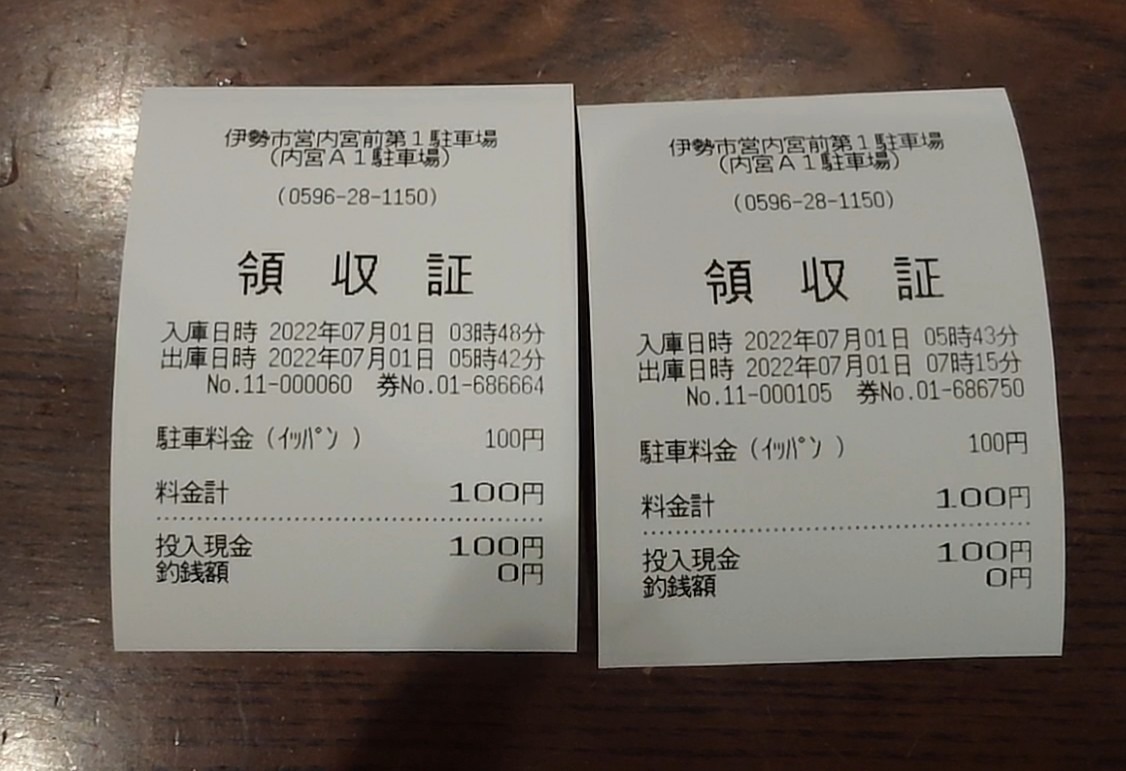 伊勢市営内宮前第１駐車場
(内宮Ａ１駐車場)
(0596-28-1150)
領 収 証
入庫日時 2022年07月01日 03時48分
出庫日時 2022年07月01日 05時42分
No.11-000060 券No.01-686664
駐車料金 (ｲｯﾊﾟﾝ ) 100円
料金計 100円
投入現金 100円
釣銭額 0円
伊勢市営内宮前第１駐車場
(内宮Ａ１駐車場)
(0596-28-1150)
領 収 証
入庫日時 2022年07月01日 05時43分
出庫日時 2022年07月01日 07時15分
No.11-000105 券No.01-686750
駐車料金 (ｲｯﾊﾟﾝ ) 100円
料金計 100円
投入現金 100円
釣銭額 0円